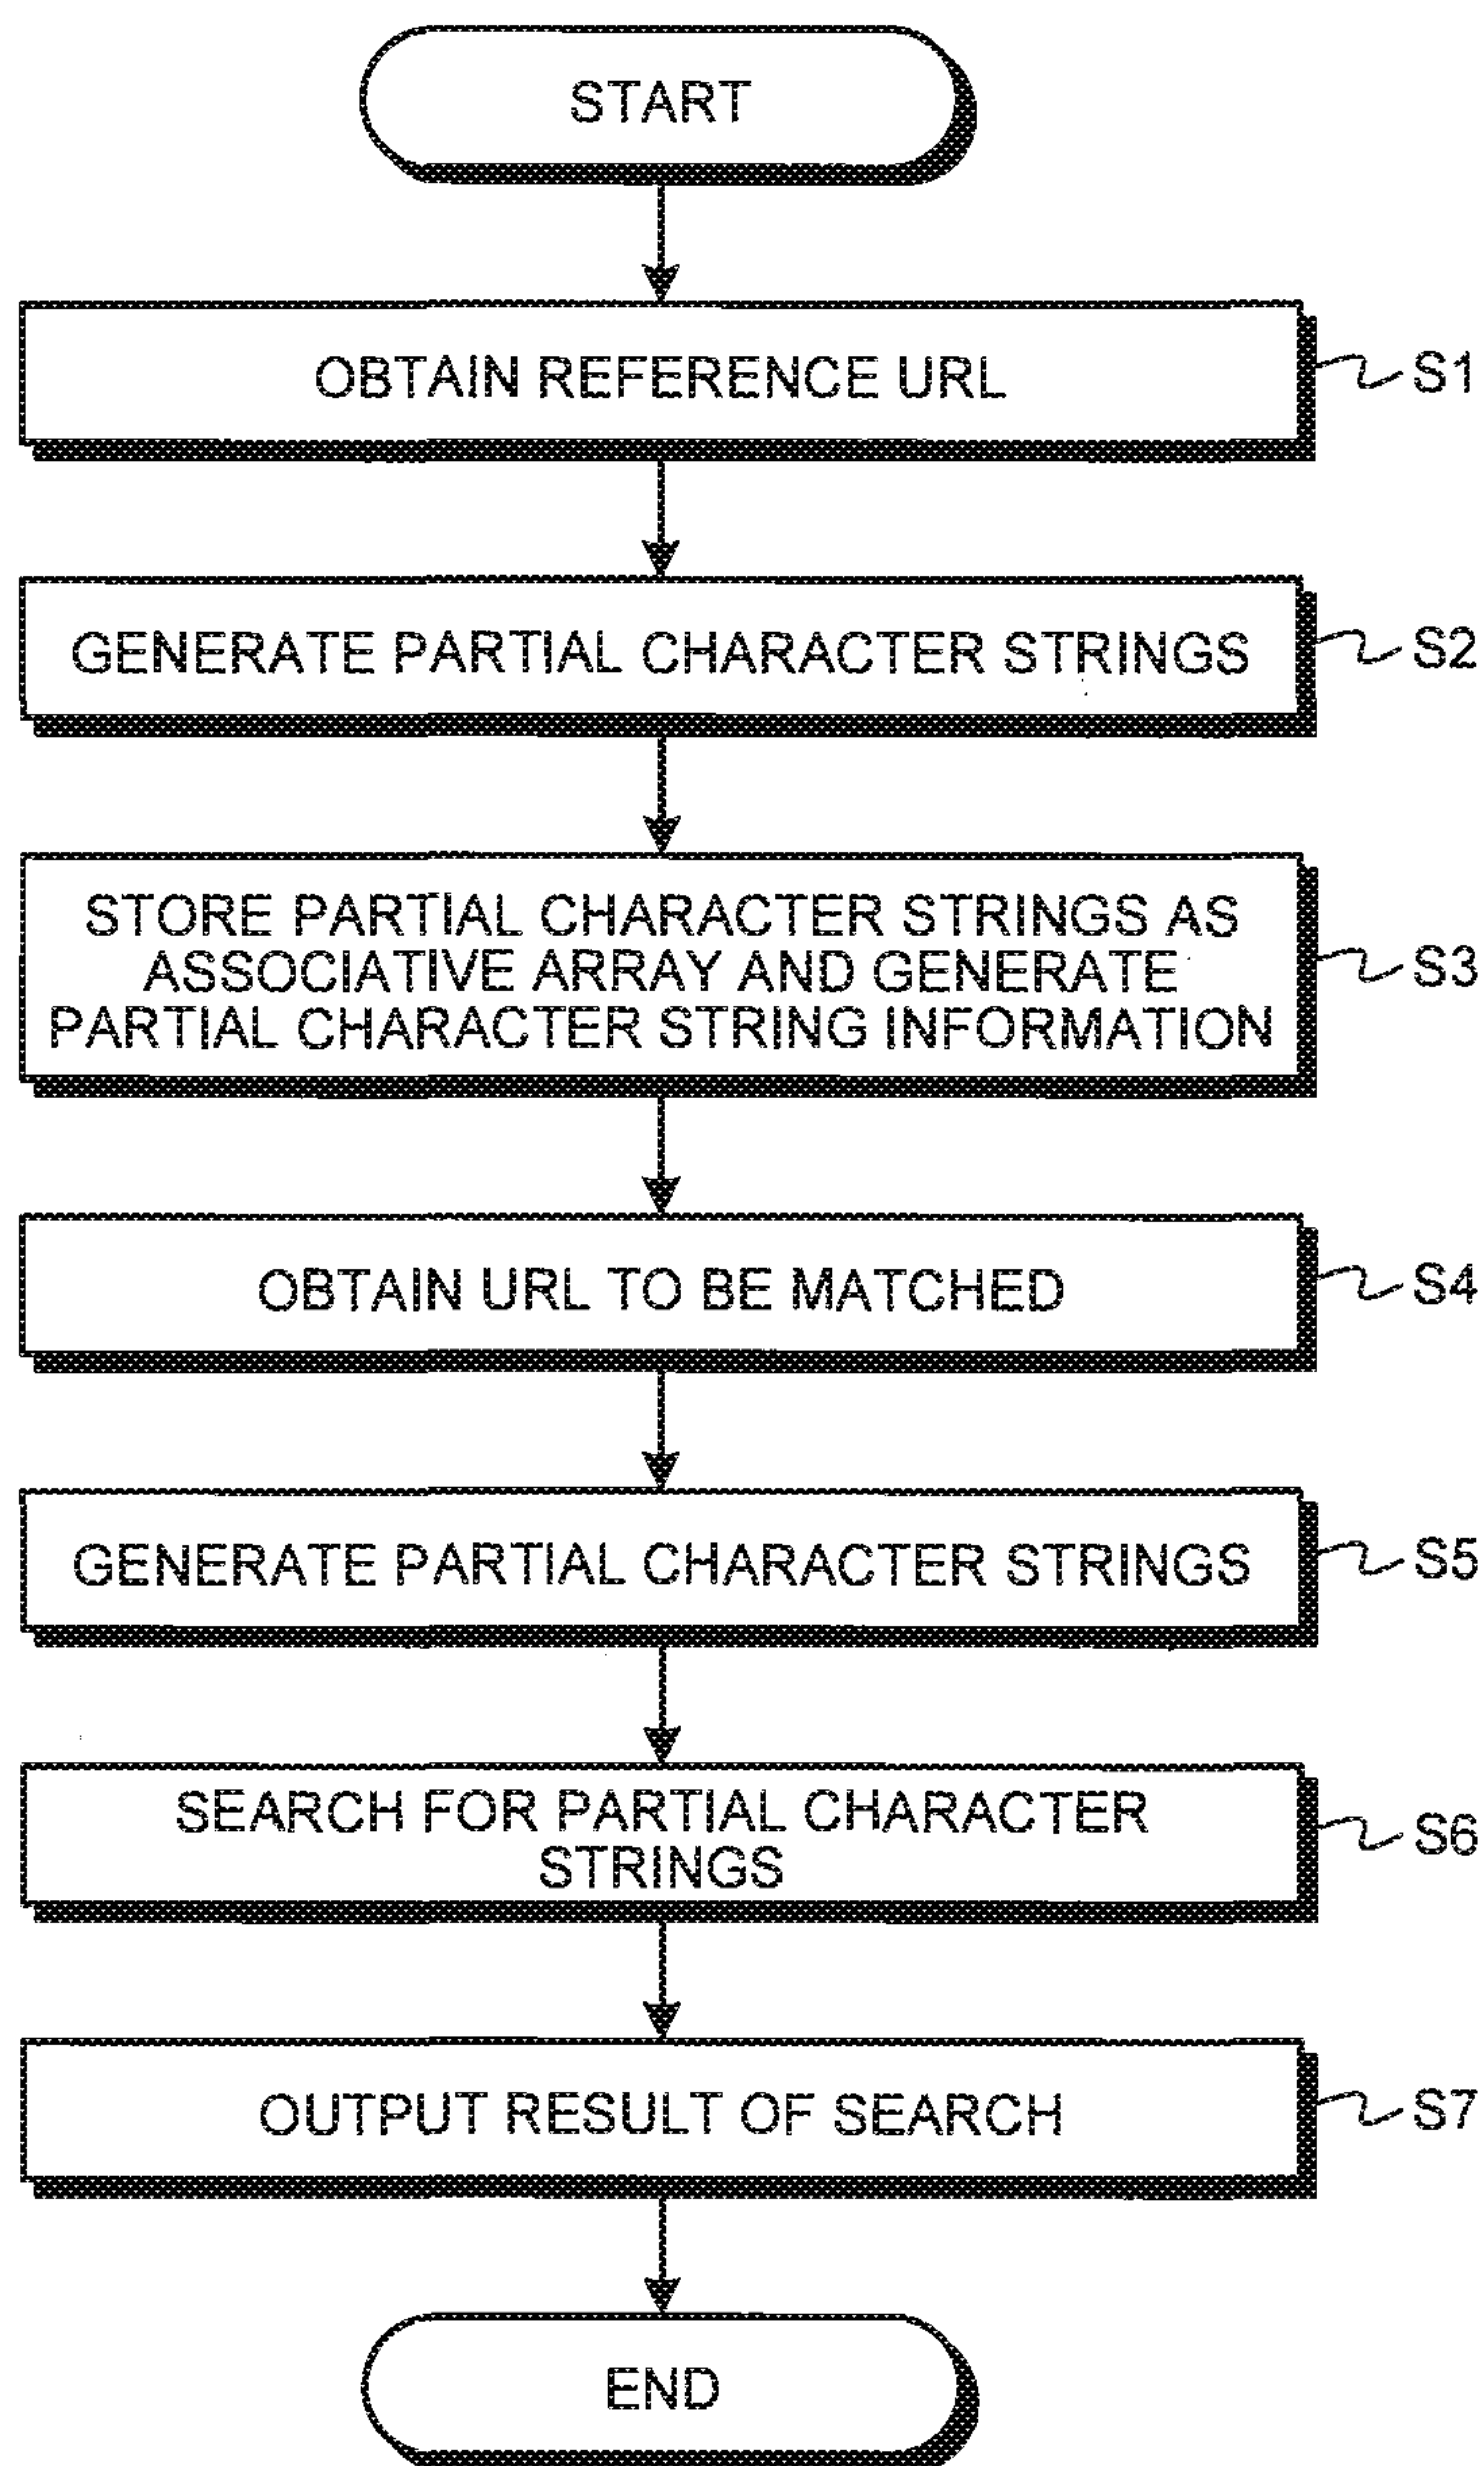 START
OBTAIN REFERENCE URL
S1
GENERATE PARTIAL CHARACTER STRINGS
S2
STORE PARTIAL CHARACTER STRINGS AS
ASSOCIATIVE ARRAY AND GENERATE
PARTIAL CHARACTER STRING INFORMATION
S3
OBTAIN URL TO BE MATCHED
S4
GENERATE PARTIAL CHARACTER STRINGS
S5
SEARCH FOR PARTIAL CHARACTER
STRINGS
S6
OUTPUT RESULT OF SEARCH
S7
END